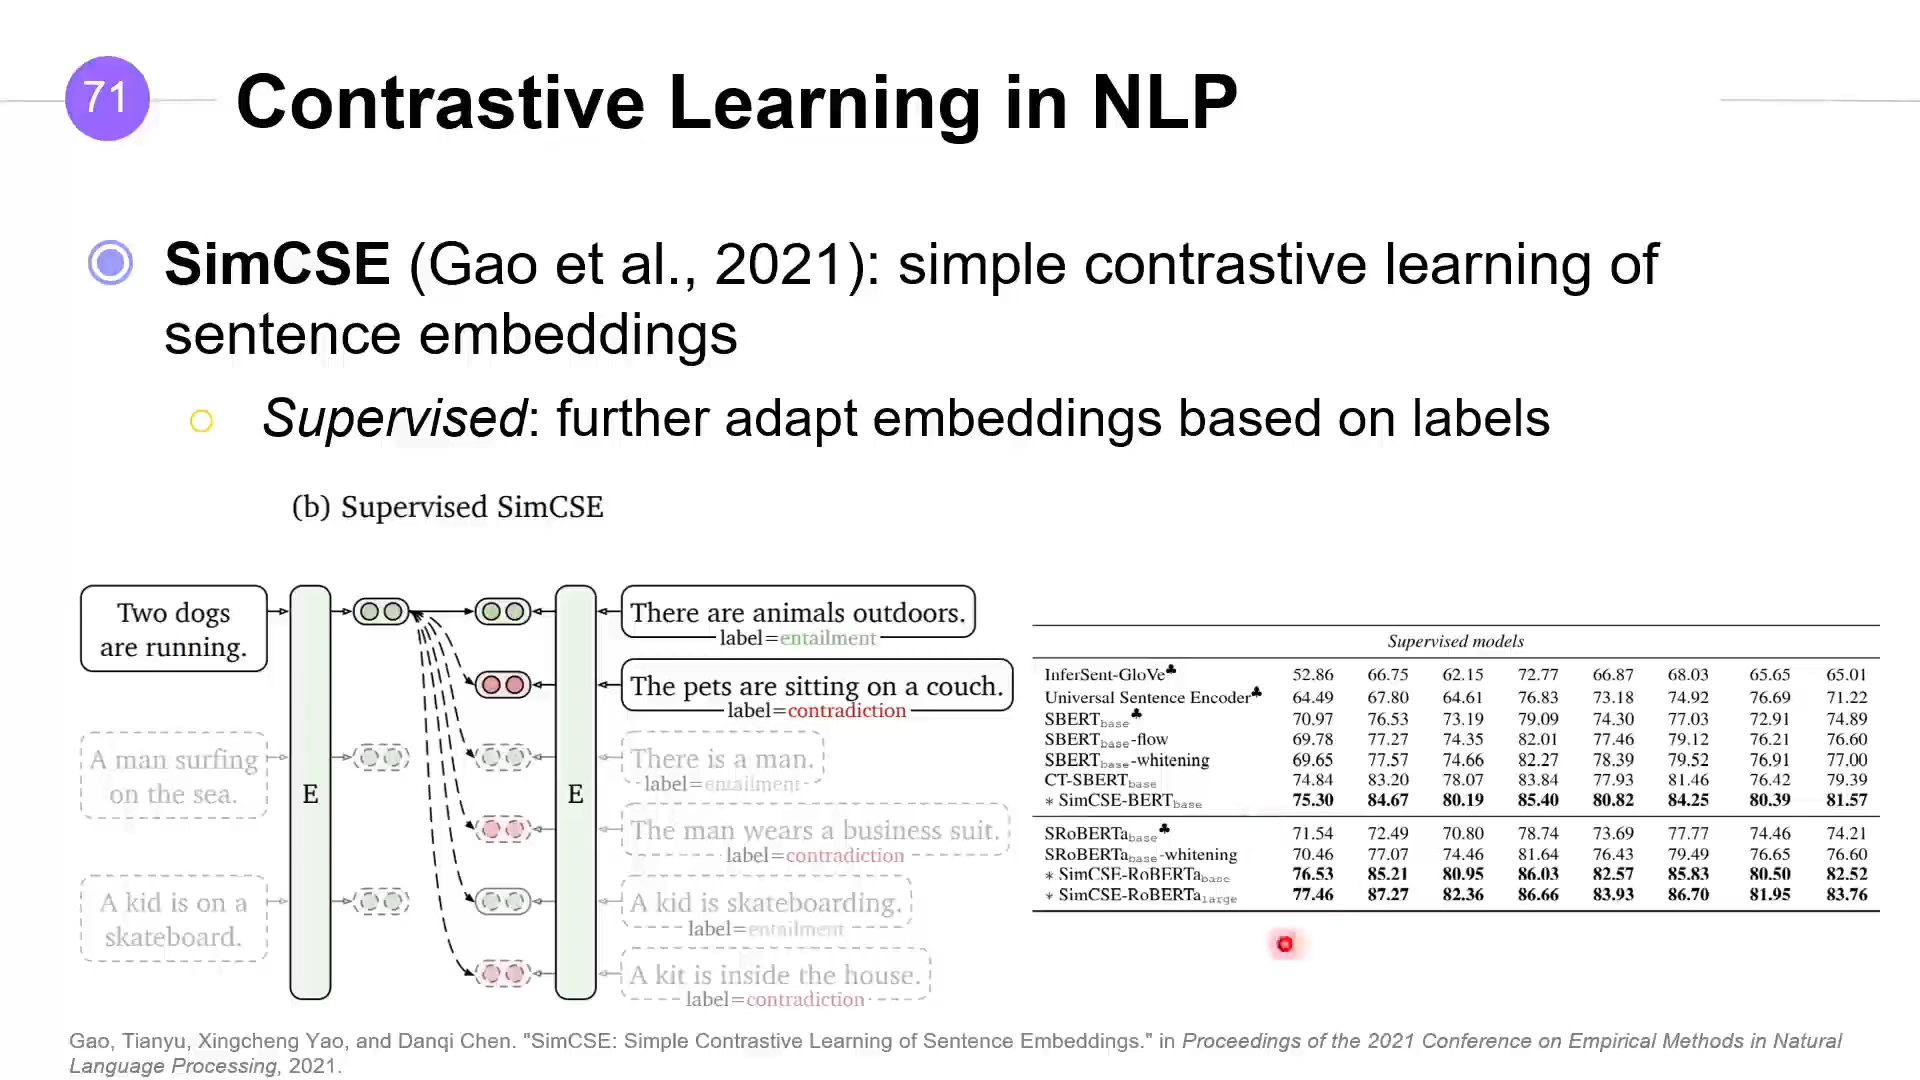 71
Contrastive Learning in NLP
SimCSE (Gao et al., 2021): simple contrastive learning of
sentence embeddings
Supervised: further adapt embeddings based on labels
(b) Supervised SimCSE
Two dogs
are running.
A man surfing
on the sea.
A kid is on a
skateboard.
E
E
There are animals outdoors.
label=entailment
The pets are sitting on a couch.
label=contradiction
There is a man.
label=entailment
The man wears a business suit.
label=contradiction
A kid is skateboarding.
label=entailment
A kit is inside the house.
label=contradiction
Supervised models
InferSent-GloVe♣ 52.86 66.75 62.15 72.77 66.87 68.03 65.65 65.01
Universal Sentence Encoder♣ 64.49 67.80 64.61 76.83 73.18 74.92 76.69 71.22
SBERTbase♣ 70.97 76.53 73.19 79.09 74.30 77.03 72.91 74.89
SBERTbase-flow 69.78 77.27 74.35 82.01 77.46 79.12 76.21 76.60
SBERTbase-whitening 69.65 77.57 74.66 82.27 78.39 79.52 76.91 77.00
CT-SBERTbase 74.84 83.20 78.07 83.84 77.93 81.46 76.42 79.39
* SimCSE-BERTbase 75.30 84.67 80.19 85.40 80.82 84.25 80.39 81.57
SRoBERTabase♣ 71.54 72.49 70.80 78.74 73.69 77.77 74.46 74.21
SRoBERTabase-whitening 70.46 77.07 74.46 81.64 76.43 79.49 76.65 76.60
* SimCSE-RoBERTabase 76.53 85.21 80.95 86.03 82.57 85.83 80.50 82.52
* SimCSE-RoBERTalarge 77.46 87.27 82.36 86.66 83.93 86.70 81.95 83.76
Gao, Tianyu, Xingcheng Yao, and Danqi Chen. "SimCSE: Simple Contrastive Learning of Sentence Embeddings." in Proceedings of the 2021 Conference on Empirical Methods in Natural
Language Processing, 2021.